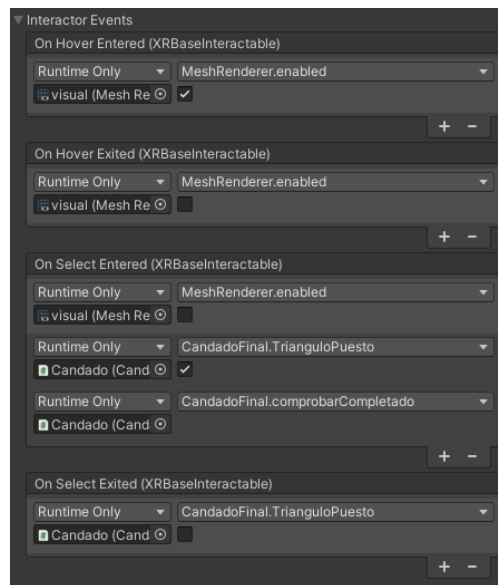 Interactor Events
On Hover Entered (XRBaseInteractable)
Runtime Only MeshRenderer.enabled
visual (Mesh Re
On Hover Exited (XRBaseInteractable)
Runtime Only MeshRenderer.enabled
visual (Mesh Re
On Select Entered (XRBaseInteractable)
Runtime Only MeshRenderer.enabled
visual (Mesh Re
Runtime Only CandadoFinal.TrianguloPuesto
Candado (Cand
Runtime Only CandadoFinal.comprobarCompletado
Candado (Cand
On Select Exited (XRBaseInteractable)
Runtime Only CandadoFinal.TrianguloPuesto
Candado (Cand